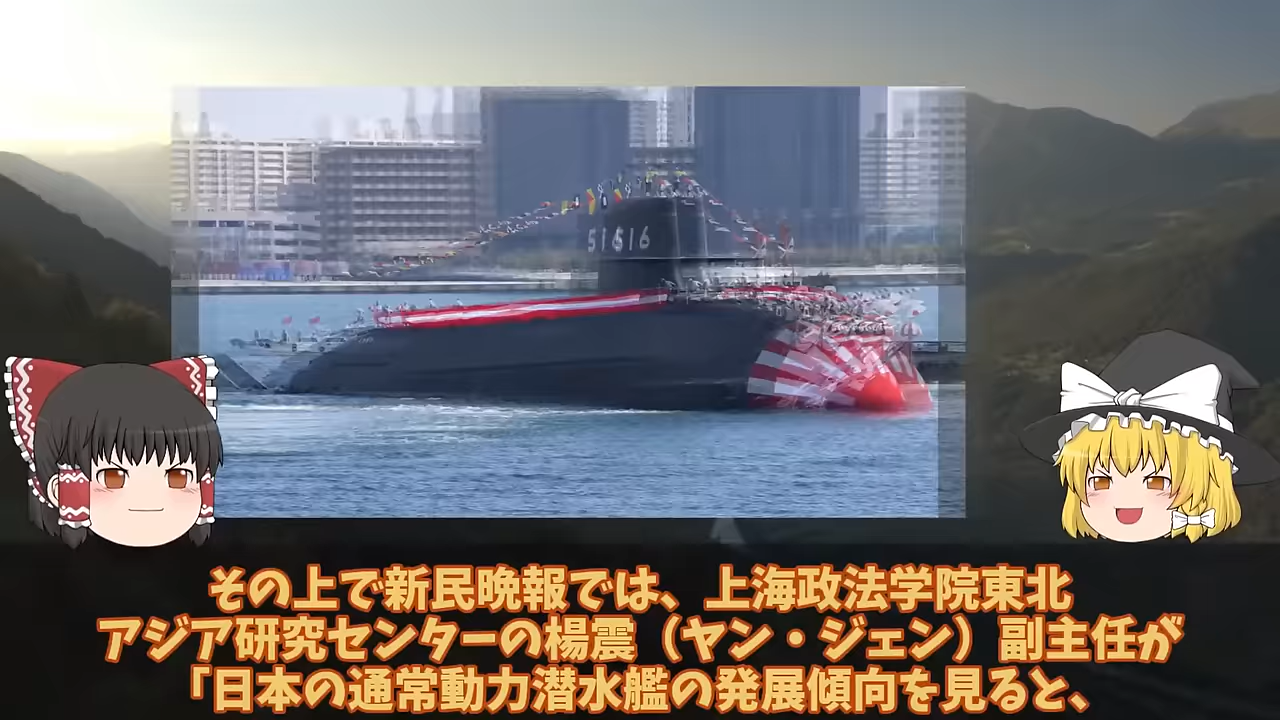 51616
その上で新民晩報では、上海政法学院東北
アジア研究センターの楊震（ヤン・ジェン）副主任が
「日本の通常動力潜水艦の発展傾向を見ると、